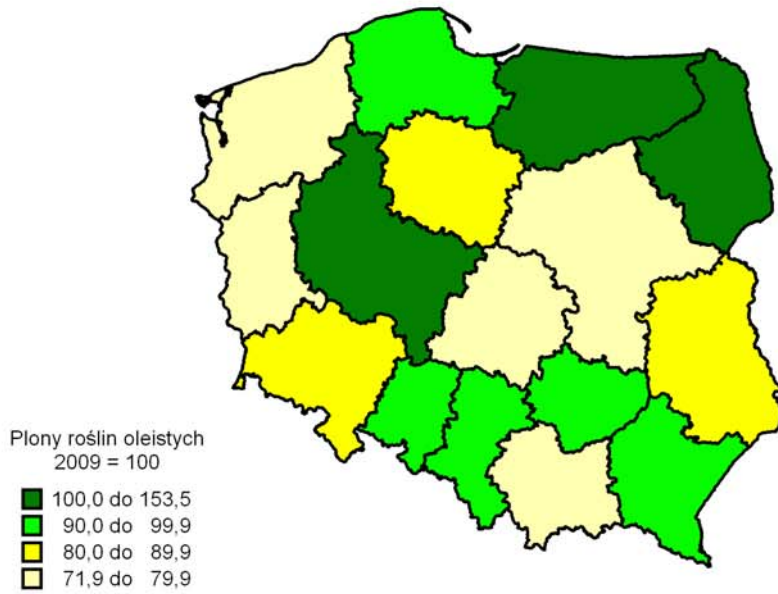 Plony roślin oleistych
2009 = 100
100,0 do 153,5
90,0 do 99,9
80,0 do 89,9
71,9 do 79,9